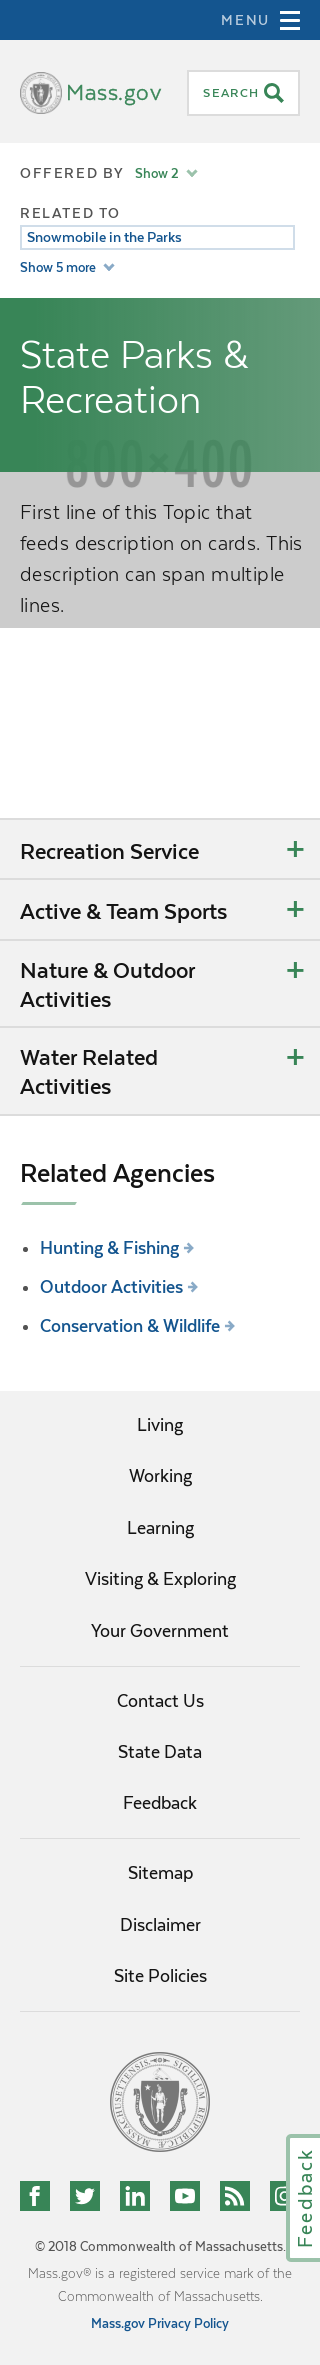 MENU
Mass.gov
SEARCH
OFFERED BY Show 2
RELATED TO
Snowmobile in the Parks
Show 5 more
State Parks &
Recreation
800×400
First line of this Topic that
feeds description on cards. This
description can span multiple
lines.
Recreation Service
Active & Team Sports
Nature & Outdoor
Activities
Water Related
Activities
Related Agencies
Hunting & Fishing
Outdoor Activities
Conservation & Wildlife
Living
Working
Learning
Visiting & Exploring
Your Government
Contact Us
State Data
Feedback
Sitemap
Disclaimer
Site Policies
Feedback
© 2018 Commonwealth of Massachusetts.
Mass.gov® is a registered service mark of the
Commonwealth of Massachusetts.
Mass.gov Privacy Policy